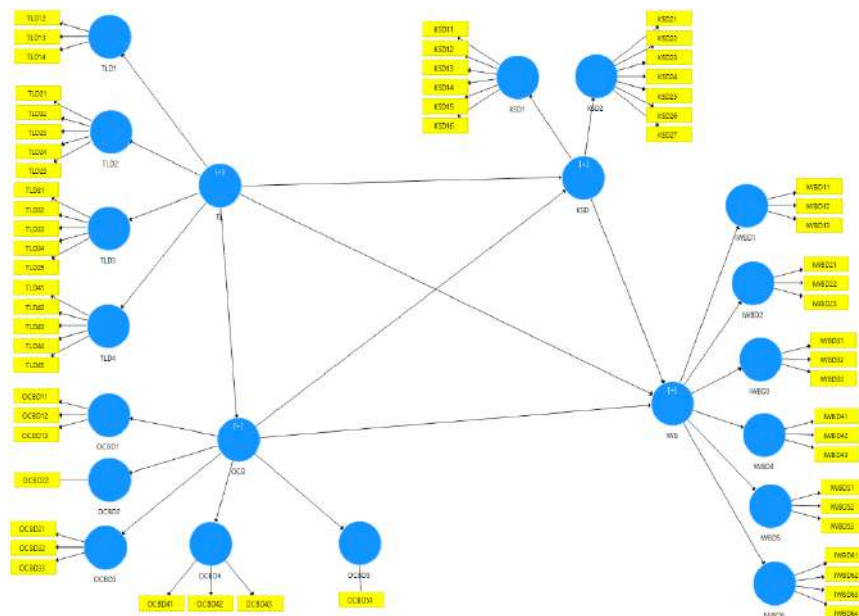 TLD12
TLD13
TLD14
TLD1
TLD21
TLD22
TLD23
TLD24
TLD25
TLD2
TLD31
TLD32
TLD33
TLD34
TLD35
TLD3
TLD41
TLD42
TLD43
TLD44
TLD45
TLD4
[+]
TL
KSD11
KSD12
KSD13
KSD14
KSD15
KSD16
KSD1
KSD21
KSD22
KSD23
KSD24
KSD25
KSD26
KSD27
KSD2
[+]
KSD
IWBD11
IWBD12
IWBD13
IWBD1
IWBD21
IWBD22
IWBD23
IWBD2
IWBD31
IWBD32
IWBD33
IWBD3
[+]
IWB
IWBD41
IWBD42
IWBD43
IWBD4
IWBD51
IWBD52
IWBD53
IWBD5
IWBD61
IWBD62
IWBD63
IWBD64
OCBD11
OCBD12
OCBD13
OCBD1
[+]
OCB
OCBD22
OCBD2
OCBD31
OCBD32
OCBD33
OCBD3
OCBD4
OCBD41
OCBD42
OCBD43
OCBD5
OCBD51